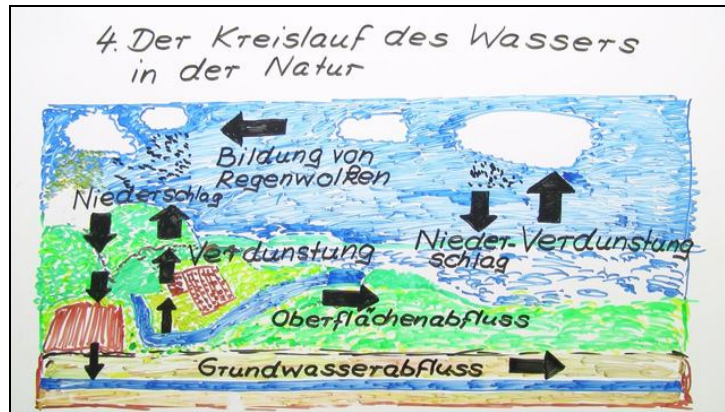 4. Der Kreislauf des Wassers
in der Natur
Bildung von
Regenwolken
Niederschlag
Verdunstung
Nieder-
schlag
Verdunstung
Oberflächenabfluss
Grundwasserabfluss